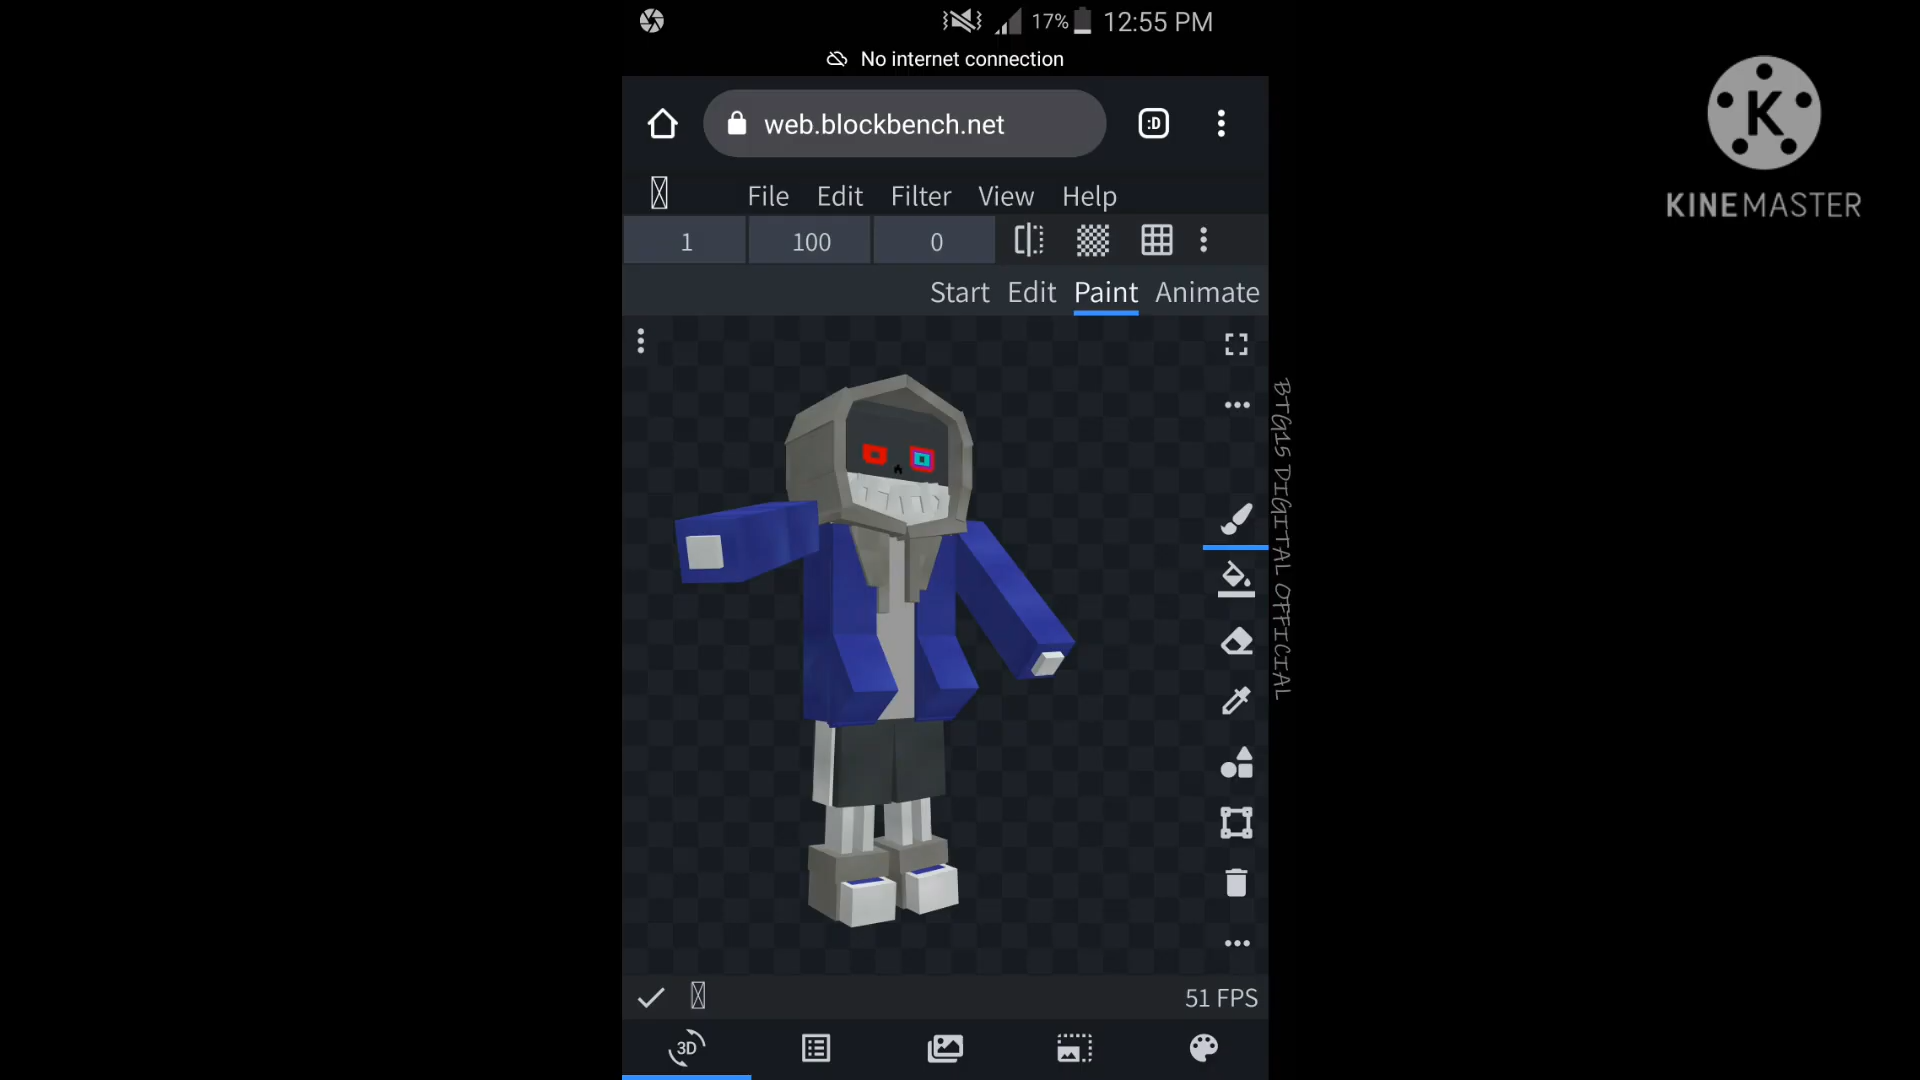 17% 12:55 PM
No internet connection
web.blockbench.net
:D
File Edit Filter View Help
1 100 0
Start Edit Paint Animate
51 FPS
3D
K
KINEMASTER
BTG15 DIGITAL OFFICIAL